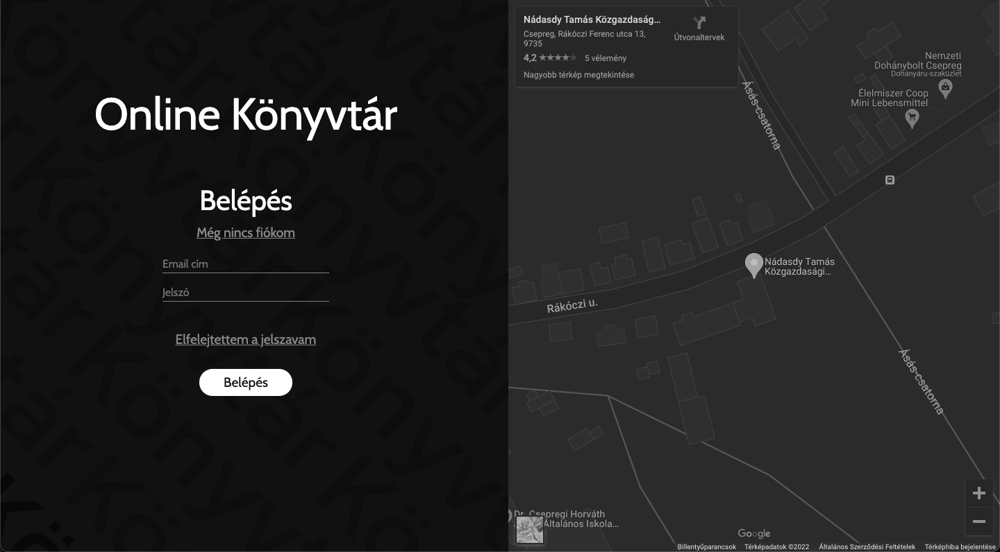 Online Könyvtár
Belépés
Még nincs fiókom
Email cím
Jelszó
Elfelejtettem a jelszavam
Belépés
Nádasdy Tamás Közgazdaság...
Csepreg, Rákóczi Ferenc utca 13,
9735
4,2
5 vélemény
Nagyobb térkép megtekintése
Útvonaltervek
Nemzeti
Dohánybolt Csepreg
Dohányáru-szaküzlet
Élelmiszer Coop
Mini Lebensmittel
Ásás-csatorna
Nádasdy Tamás
Közgazdasági...
Rákóczi u.
Ásás-csatorna
Dr. Csepregi Horváth
Általános Iskola...
Google
Billentyűparancsok
Térképadatok ©2022
Általános Szerződési Feltételek
Térképhiba bejelentése